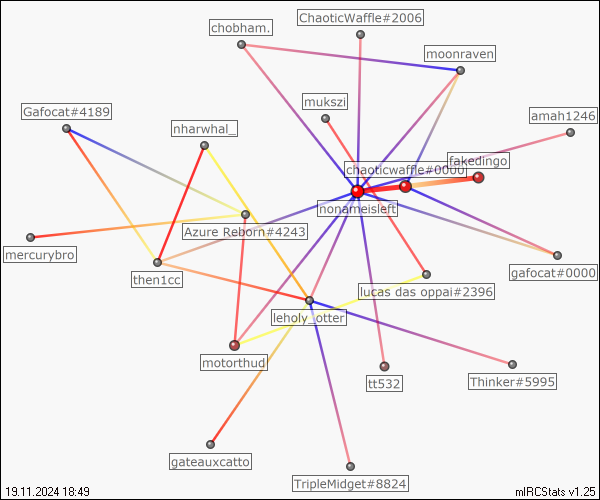 ChaoticWaffle#2006
chobham.
moonraven
mukszi
Gafocat#4189
amah1246
nharwhal_
fakedingo
chaoticwaffle#0000
nonameisleft
Azure Reborn#4243
mercurybro
then1cc
gafocat#0000
lucas das oppai#2396
leholy_otter
motorthud
tt532
Thinker#5995
gateauxcatto
TripleMidget#8824
19.11.2024 18:49
mIRCStats v1.25